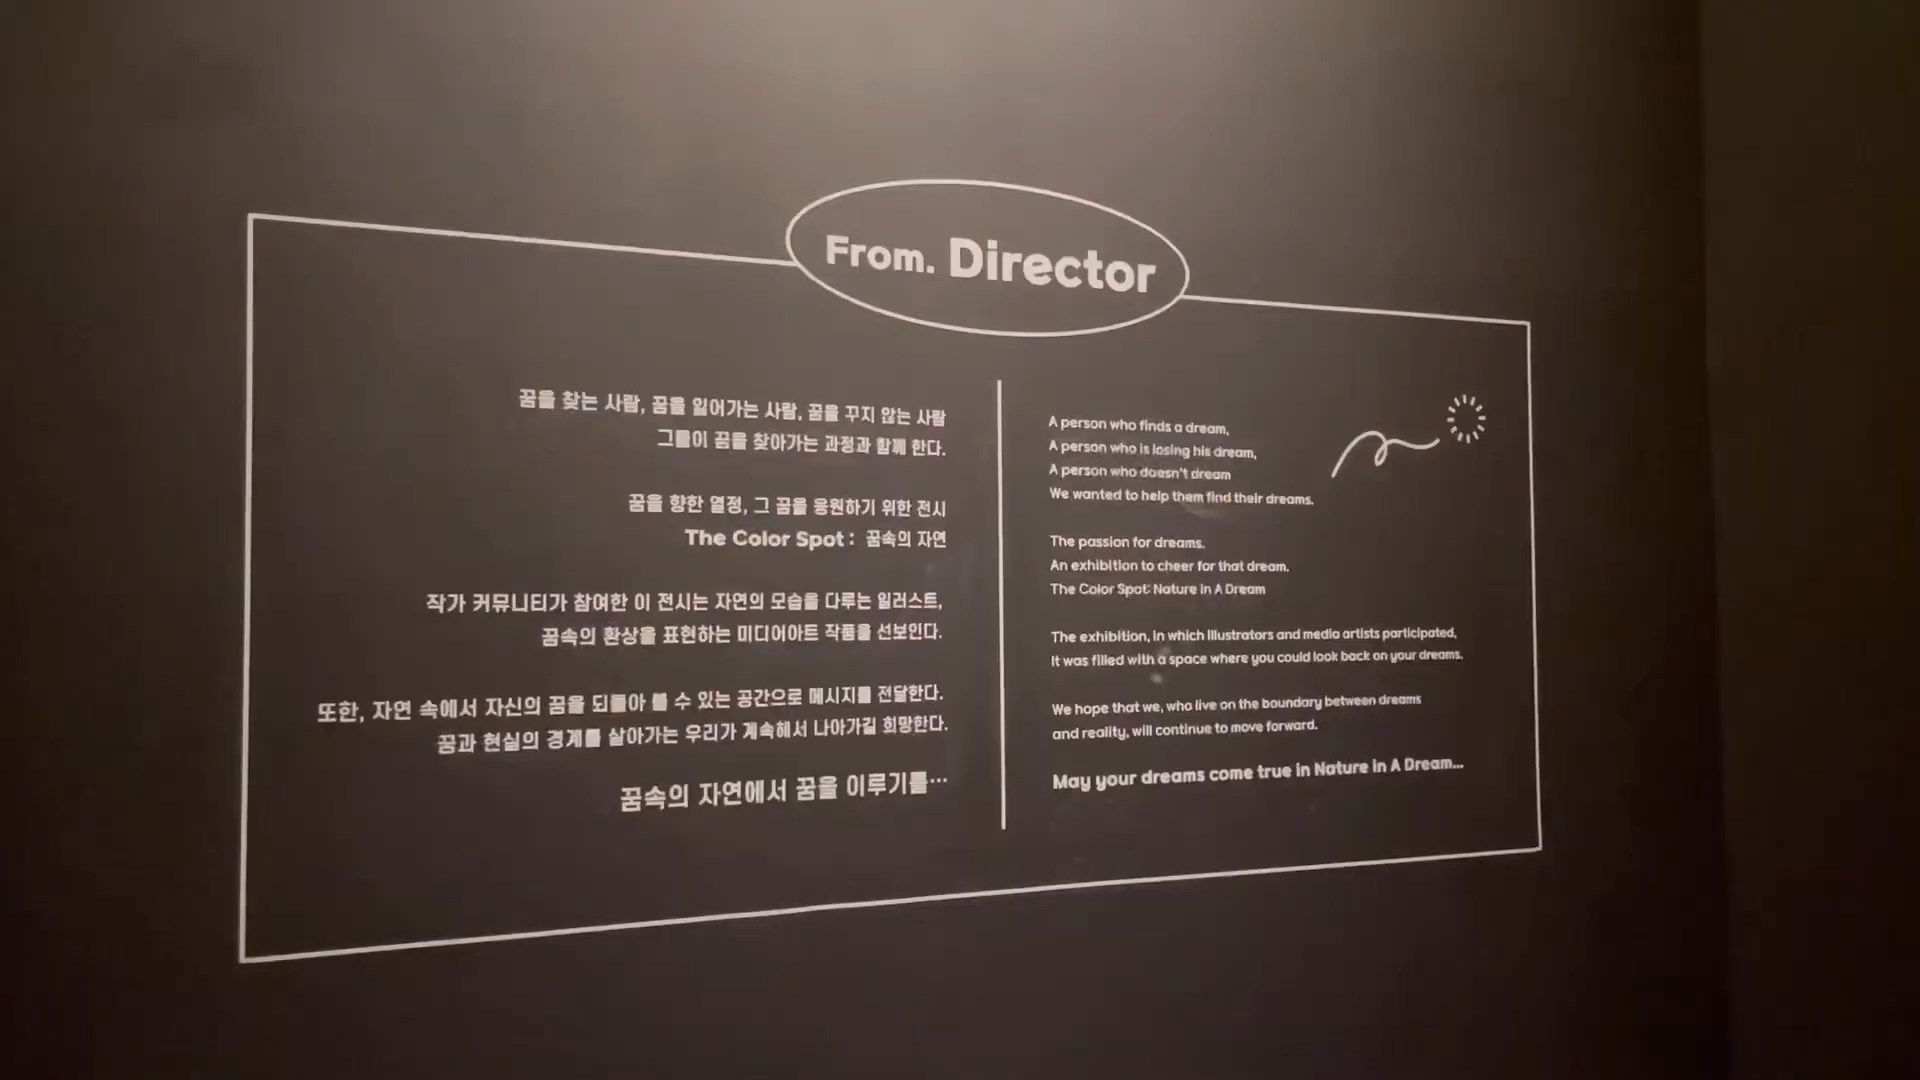 From. Director
꿈을 찾는 사람, 꿈을 잃어가는 사람, 꿈을 꾸지 않는 사람
그들이 꿈을 찾아가는 과정과 함께 한다.
꿈을 향한 열정, 그 꿈을 응원하기 위한 전시
The Color Spot : 꿈속의 자연
작가 커뮤니티가 참여한 이 전시는 자연의 모습을 다루는 일러스트,
꿈속의 환상을 표현하는 미디어아트 작품을 선보인다.
또한, 자연 속에서 자신의 꿈을 되돌아 볼 수 있는 공간으로 메시지를 전달한다.
꿈과 현실의 경계를 살아가는 우리가 계속해서 나아가길 희망한다.
꿈속의 자연에서 꿈을 이루기를…
A person who finds a dream,
A person who is losing his dream,
A person who doesn't dream
We wanted to help them find their dreams.
The passion for dreams.
An exhibition to cheer for that dream.
The Color Spot: Nature in A Dream
The exhibition, in which illustrators and media artists participated,
It was filled with a space where you could look back on your dreams.
We hope that we, who live on the boundary between dreams
and reality, will continue to move forward.
May your dreams come true in Nature in A Dream...